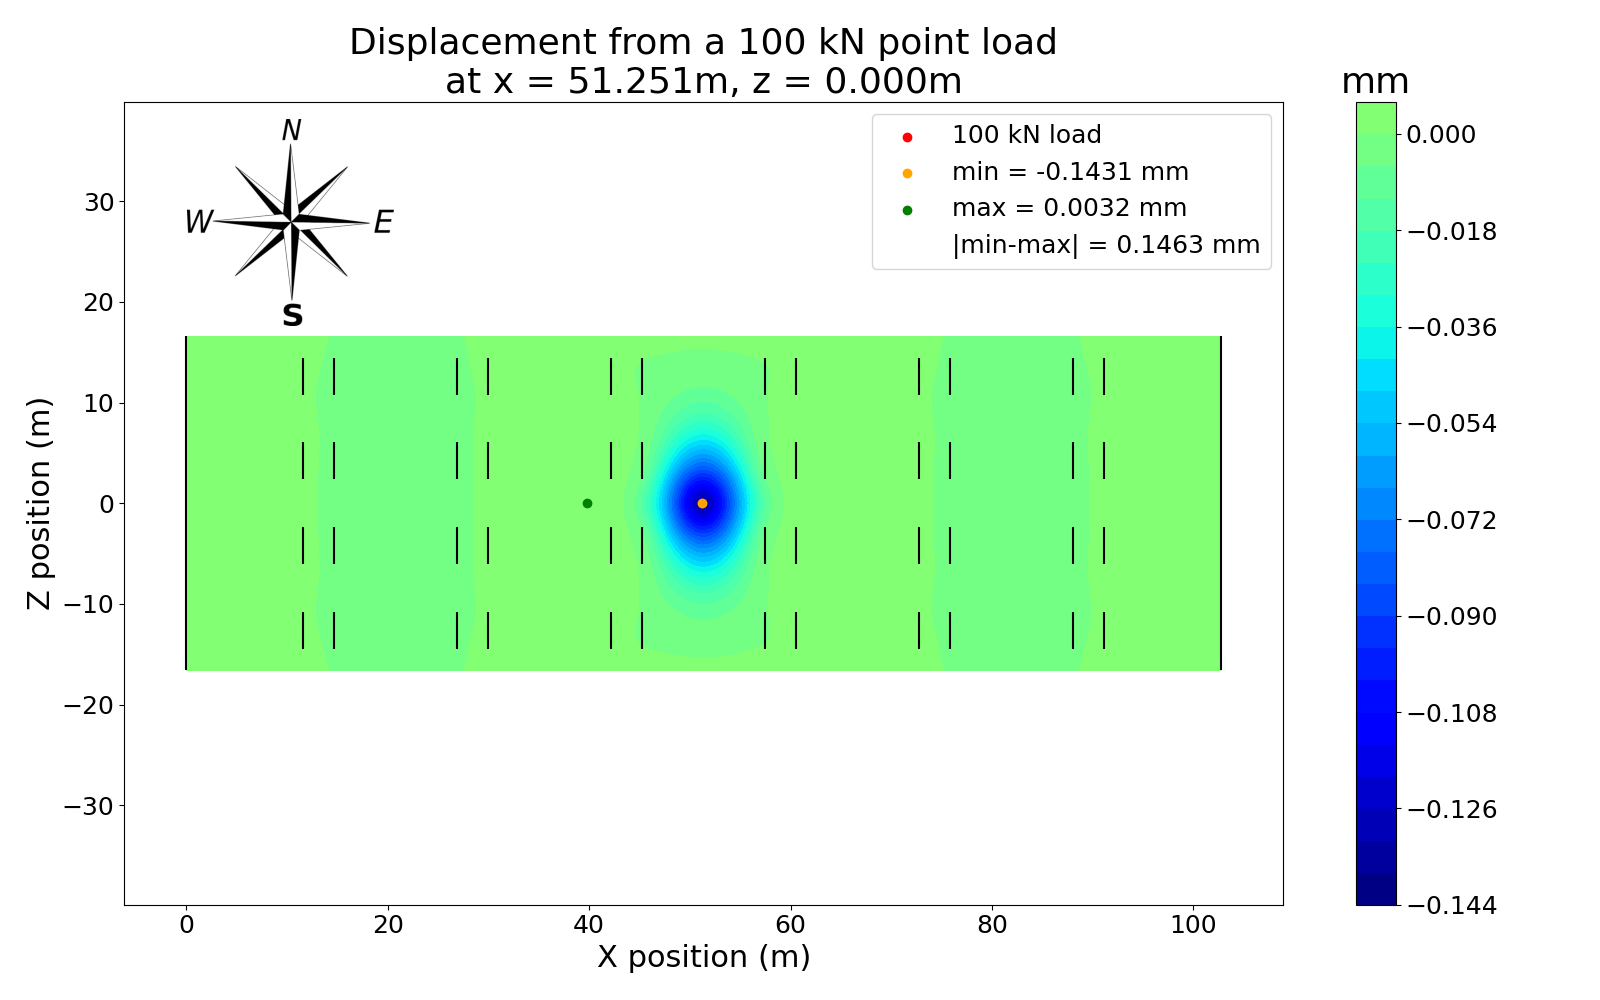 Displacement from a 100 kN point load
at x = 51.251m, z = 0.000m
mm
N
W
E
S
100 kN load
min = -0.1431 mm
max = 0.0032 mm
|min-max| = 0.1463 mm
Z position (m)
30
20
10
0
−10
−20
−30
0
20
40
60
80
100
X position (m)
0.000
−0.018
−0.036
−0.054
−0.072
−0.090
−0.108
−0.126
−0.144